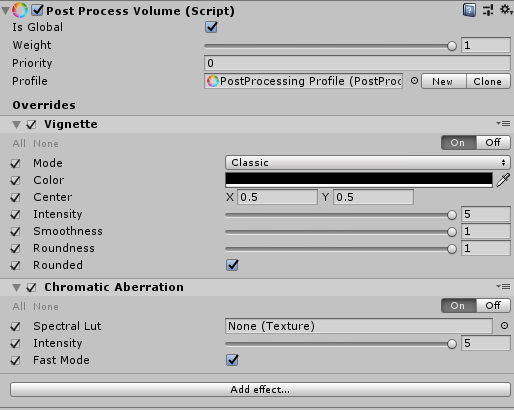 Post Process Volume (Script)
Is Global
Weight 1
Priority 0
Profile PostProcessing Profile (PostProc New Clone
Overrides
Vignette
All None On Off
Mode Classic
Color
Center X 0.5 Y 0.5
Intensity 5
Smoothness 1
Roundness 1
Rounded
Chromatic Aberration
All None On Off
Spectral Lut None (Texture)
Intensity 5
Fast Mode
Add effect...